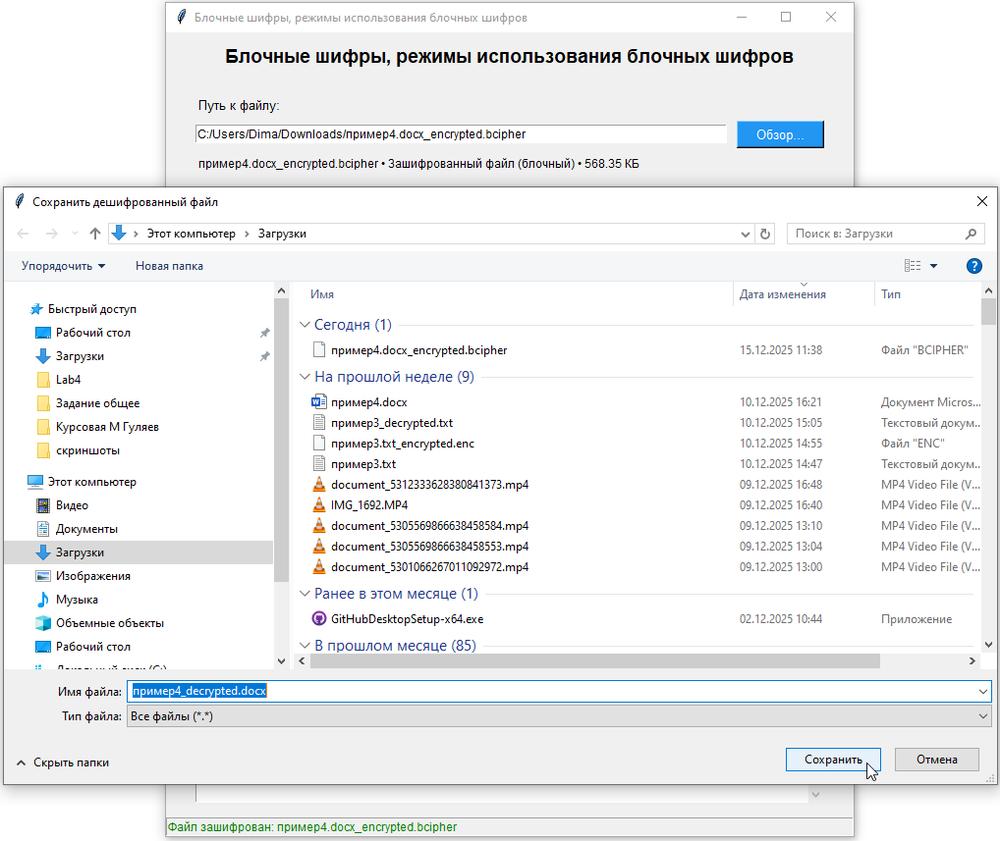 Блочные шифры, режимы использования блочных шифров
Блочные шифры, режимы использования блочных шифров
Путь к файлу:
C:/Users/Dima/Downloads/пример4.docx_encrypted.bcipher
Обзор...
пример4.docx_encrypted.bcipher • Зашифрованный файл (блочный) • 568.35 КБ
Сохранить дешифрованный файл
Этот компьютер > Загрузки
Поиск в: Загрузки
Упорядочить
Новая папка
?
Быстрый доступ
Рабочий стол
Загрузки
Lab4
Задание общее
Курсовая М Гуляев
скриншоты
Этот компьютер
Видео
Документы
Загрузки
Изображения
Музыка
Объемные объекты
Рабочий стол
Локальный диск (C:)
Имя Дата изменения Тип
Сегодня (1)
пример4.docx_encrypted.bcipher 15.12.2025 11:38 Файл "BCIPHER"
На прошлой неделе (9)
пример4.docx 10.12.2025 16:21 Документ Micros...
пример3_decrypted.txt 10.12.2025 15:05 Текстовый докум...
пример3.txt_encrypted.enc 10.12.2025 14:55 Файл "ENC"
пример3.txt 10.12.2025 14:47 Текстовый докум...
document_5312333628380841373.mp4 09.12.2025 16:48 MP4 Video File (V...
IMG_1692.MP4 09.12.2025 16:40 MP4 Video File (V...
document_5305569866638458584.mp4 09.12.2025 13:10 MP4 Video File (V...
document_5305569866638458553.mp4 09.12.2025 13:04 MP4 Video File (V...
document_5301066267011092972.mp4 09.12.2025 13:00 MP4 Video File (V...
Ранее в этом месяце (1)
GitHubDesktopSetup-x64.exe 02.12.2025 10:44 Приложение
В прошлом месяце (85)
Имя файла: пример4_decrypted.docx
Тип файла: Все файлы (*.*)
Скрыть папки
Сохранить
Отмена
Файл зашифрован: пример4.docx_encrypted.bcipher